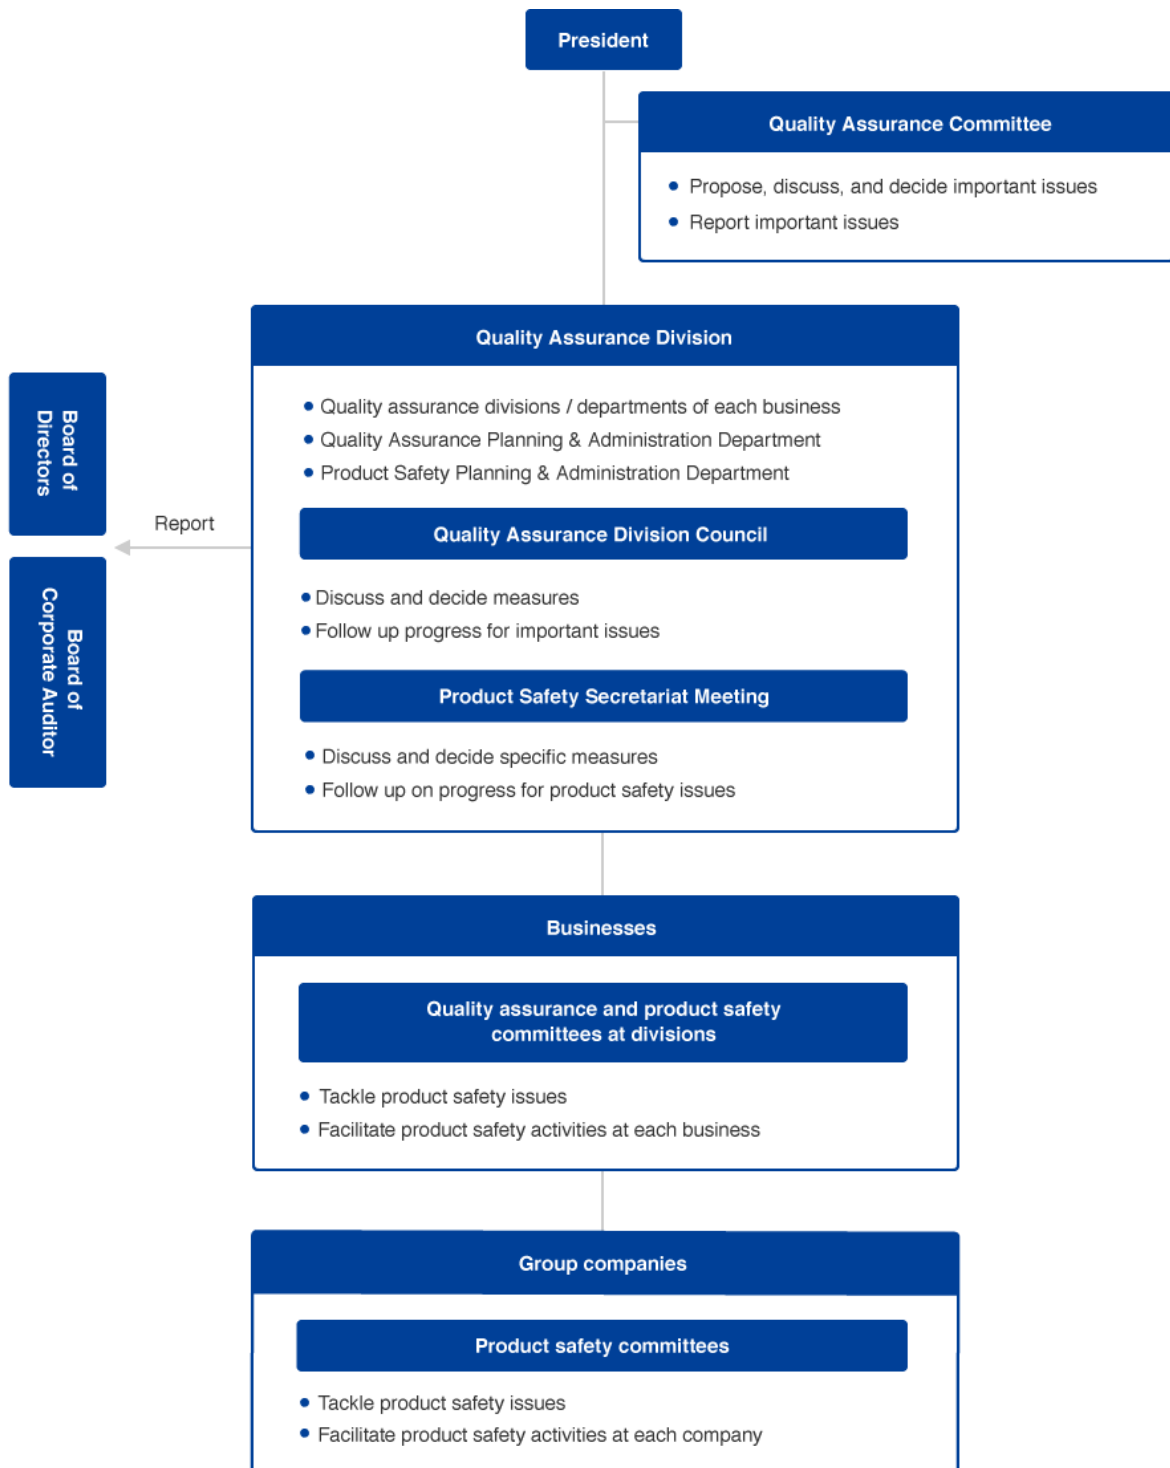 President
Quality Assurance Committee
• Propose, discuss, and decide important issues
• Report important issues
Quality Assurance Division
• Quality assurance divisions / departments of each business
• Quality Assurance Planning & Administration Department
• Product Safety Planning & Administration Department
Quality Assurance Division Council
• Discuss and decide measures
• Follow up progress for important issues
Product Safety Secretariat Meeting
• Discuss and decide specific measures
• Follow up on progress for product safety issues
Board of
Directors
Report
Board of
Corporate Auditor
Businesses
Quality assurance and product safety
committees at divisions
• Tackle product safety issues
• Facilitate product safety activities at each business
Group companies
Product safety committees
• Tackle product safety issues
• Facilitate product safety activities at each company